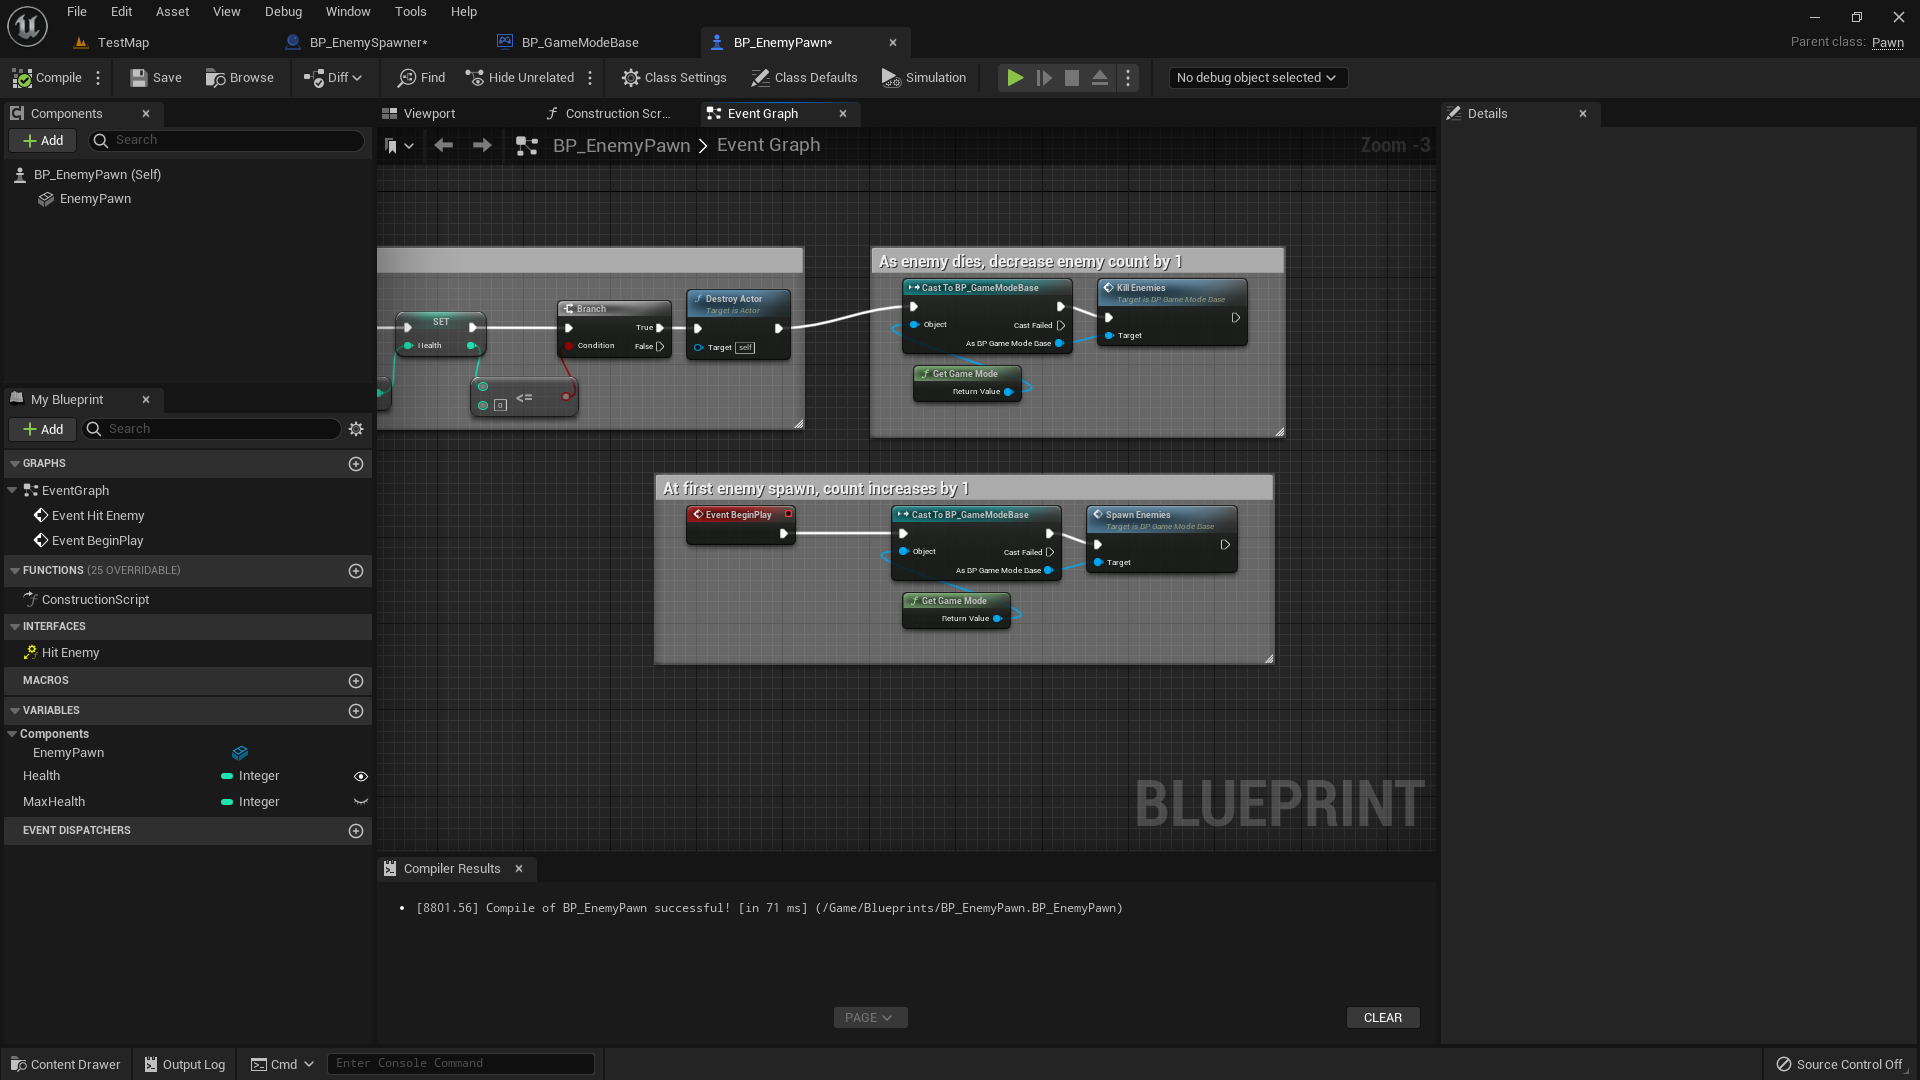 File Edit Asset View Debug Window Tools Help
TestMap BP_EnemySpawner* BP_GameModeBase BP_EnemyPawn*
Parent class: Pawn
Compile Save Browse Diff Find Hide Unrelated Class Settings Class Defaults Simulation No debug object selected
Components
Add Search
BP_EnemyPawn (Self)
EnemyPawn
My Blueprint
Add Search
GRAPHS
EventGraph
Event Hit Enemy
Event BeginPlay
FUNCTIONS (25 OVERRIDABLE)
ConstructionScript
INTERFACES
Hit Enemy
MACROS
VARIABLES
Components
EnemyPawn
Health Integer
MaxHealth Integer
EVENT DISPATCHERS
Viewport Construction Scr... Event Graph
BP_EnemyPawn > Event Graph
Zoom -3
SET
Health
Branch
True
Condition False
0 <=
Destroy Actor
Target is Actor
Target self
As enemy dies, decrease enemy count by 1
Cast To BP_GameModeBase
Object
Cast Failed
As BP Game Mode Base
Kill Enemies
Target is BP Game Mode Base
Target
Get Game Mode
Return Value
At first enemy spawn, count increases by 1
Event BeginPlay
Cast To BP_GameModeBase
Object
Cast Failed
As BP Game Mode Base
Spawn Enemies
Target is BP Game Mode Base
Target
Get Game Mode
Return Value
BLUEPRINT
Compiler Results
[8801.56] Compile of BP_EnemyPawn successful! [in 71 ms] (/Game/Blueprints/BP_EnemyPawn.BP_EnemyPawn)
PAGE CLEAR
Details
Content Drawer Output Log Cmd Enter Console Command Source Control Off